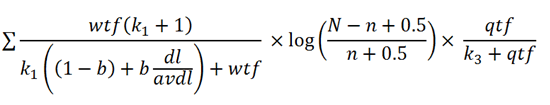 ∑ wtf(k₁ + 1) / (k₁((1 − b) + b dl/avdl) + wtf) × log((N − n + 0.5)/(n + 0.5)) × qtf/(k₃ + qtf)